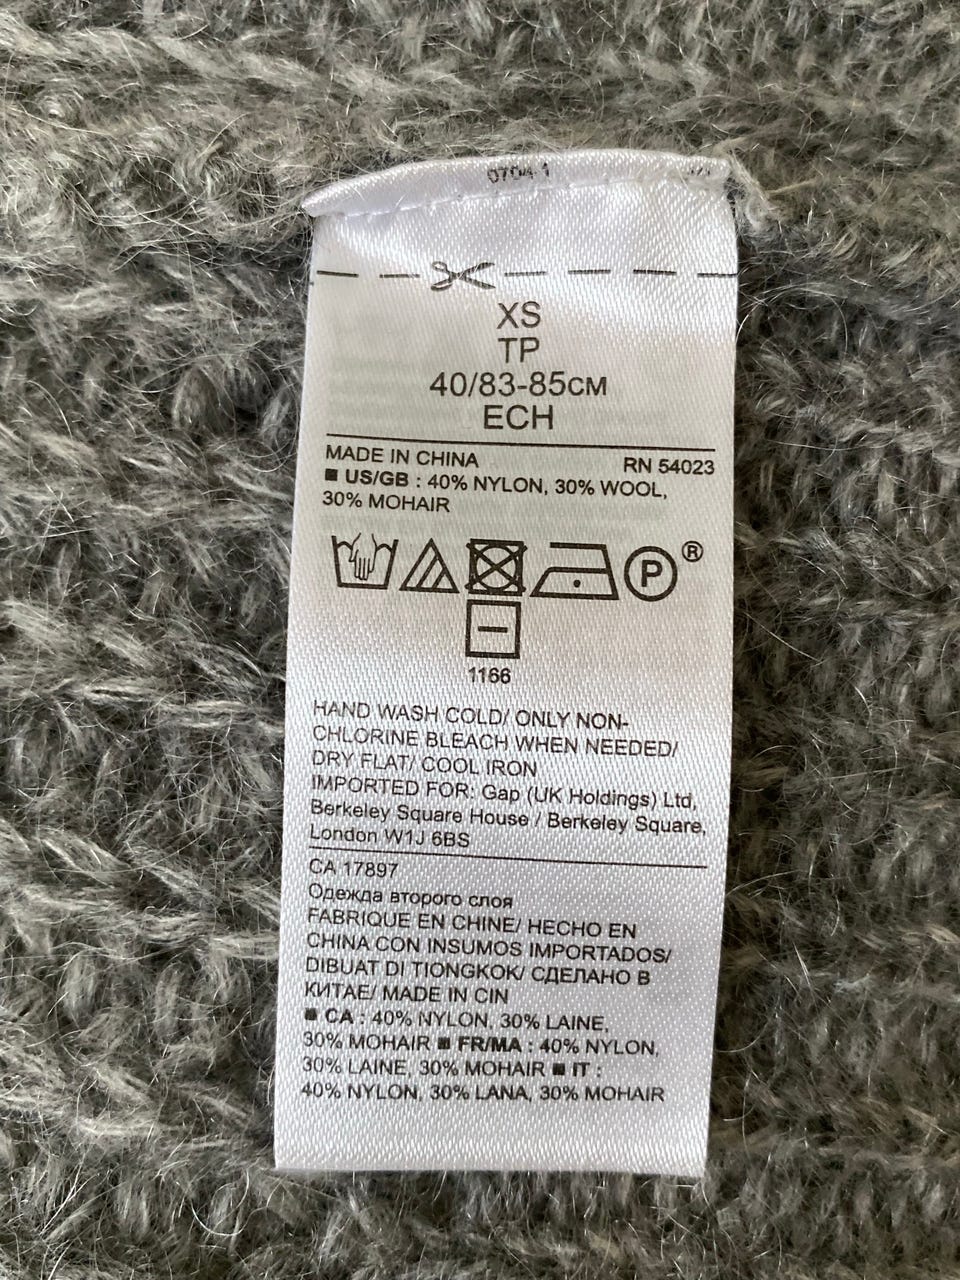 0704 1
XS
TP
40/83-85CM
ECH
MADE IN CHINA RN 54023
■ US/GB : 40% NYLON, 30% WOOL,
30% MOHAIR
P ®
1166
HAND WASH COLD/ ONLY NON-
CHLORINE BLEACH WHEN NEEDED/
DRY FLAT/ COOL IRON
IMPORTED FOR: Gap (UK Holdings) Ltd,
Berkeley Square House / Berkeley Square,
London W1J 6BS
CA 17897
Одежда второго слоя
FABRIQUE EN CHINE/ HECHO EN
CHINA CON INSUMOS IMPORTADOS/
DIBUAT DI TIONGKOK/ СДЕЛАНО В
КИТАЕ/ MADE IN CIN
■ CA : 40% NYLON, 30% LAINE,
30% MOHAIR ■ FR/MA : 40% NYLON,
30% LAINE, 30% MOHAIR ■ IT :
40% NYLON, 30% LANA, 30% MOHAIR